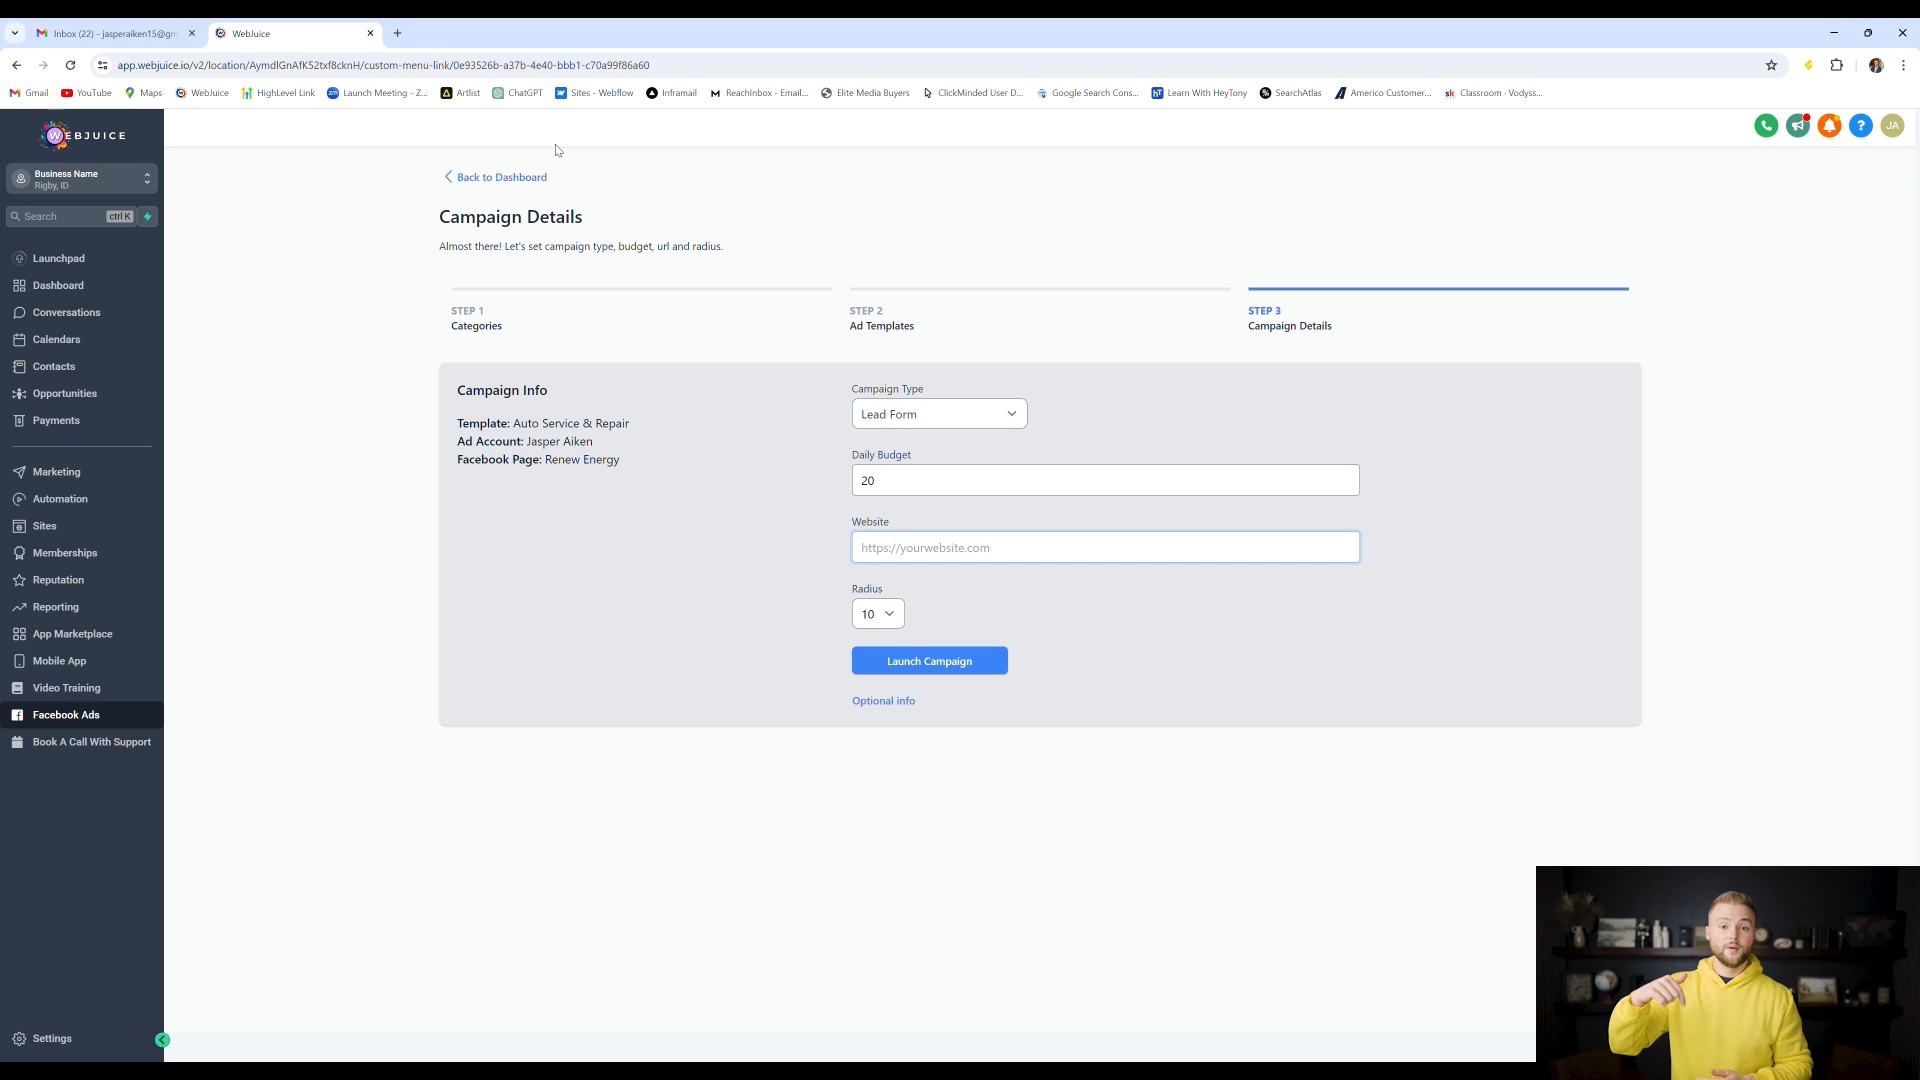 Inbox (22) - jasperaiken15@gm
WebJuice
app.webjuice.io/v2/location/AymdlGnAfK52txf8cknH/custom-menu-link/0e93526b-a37b-4e40-bbb1-c70a99f86a60
Gmail
YouTube
Maps
WebJuice
HighLevel Link
Launch Meeting - Z...
Artlist
ChatGPT
Sites - Webflow
Inframail
ReachInbox - Email...
Elite Media Buyers
ClickMinded User D...
Google Search Cons...
Learn With HeyTony
SearchAtlas
Americo Customer...
Classroom - Vodyss...
WEBJUICE
Business Name
Rigby, ID
Search
ctrl K
Launchpad
Dashboard
Conversations
Calendars
Contacts
Opportunities
Payments
Marketing
Automation
Sites
Memberships
Reputation
Reporting
App Marketplace
Mobile App
Video Training
Facebook Ads
Book A Call With Support
Settings
JA
Back to Dashboard
Campaign Details
Almost there! Let's set campaign type, budget, url and radius.
STEP 1
Categories
STEP 2
Ad Templates
STEP 3
Campaign Details
Campaign Info
Template: Auto Service & Repair
Ad Account: Jasper Aiken
Facebook Page: Renew Energy
Campaign Type
Lead Form
Daily Budget
20
Website
https://yourwebsite.com
Radius
10
Launch Campaign
Optional info